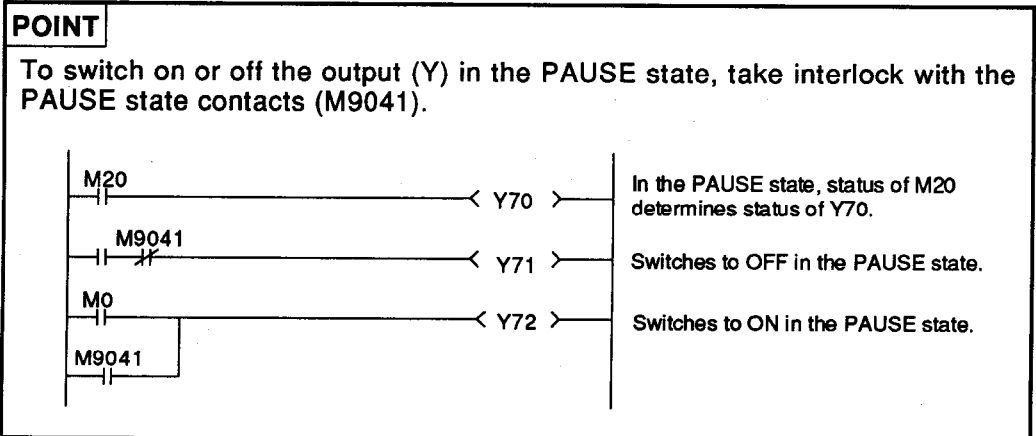 POINT
To switch on or off the output (Y) in the PAUSE state, take interlock with the
PAUSE state contacts (M9041).
M20
Y70
In the PAUSE state, status of M20
determines status of Y70.
M9041
Y71
Switches to OFF in the PAUSE state.
M0
Y72
Switches to ON in the PAUSE state.
M9041